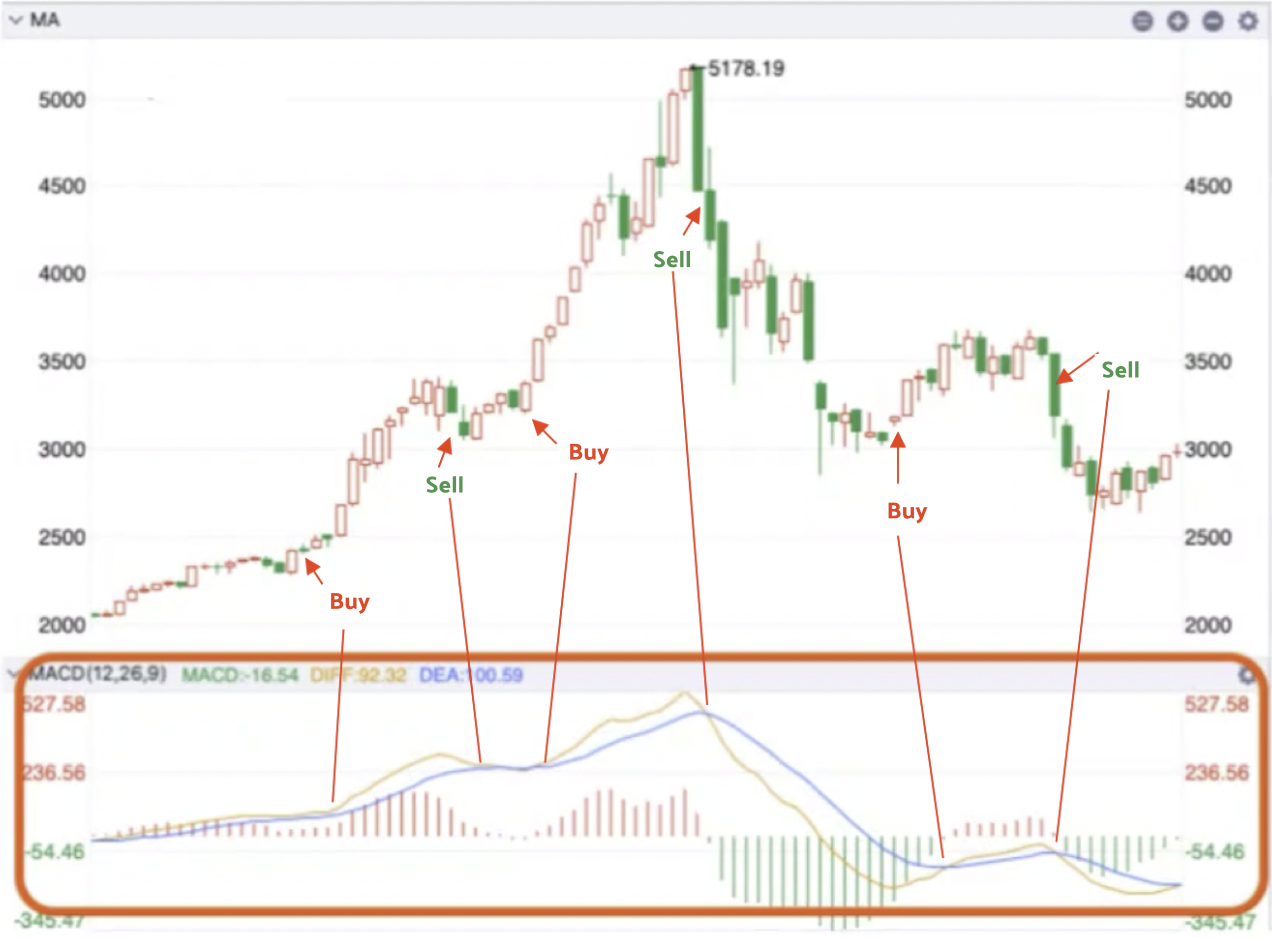 MA
5178.19
5000 5000
4500 4500
Sell
4000 4000
3500 3500
Sell
3000 3000
Buy
Sell
Buy
2500 2500
Buy
2000 2000
MACD(12,26,9) MACD:-16.54 DIFF:92.32 DEA:100.59
527.58 527.58
236.56 236.56
-54.46 -54.46
-345.47 -345.47